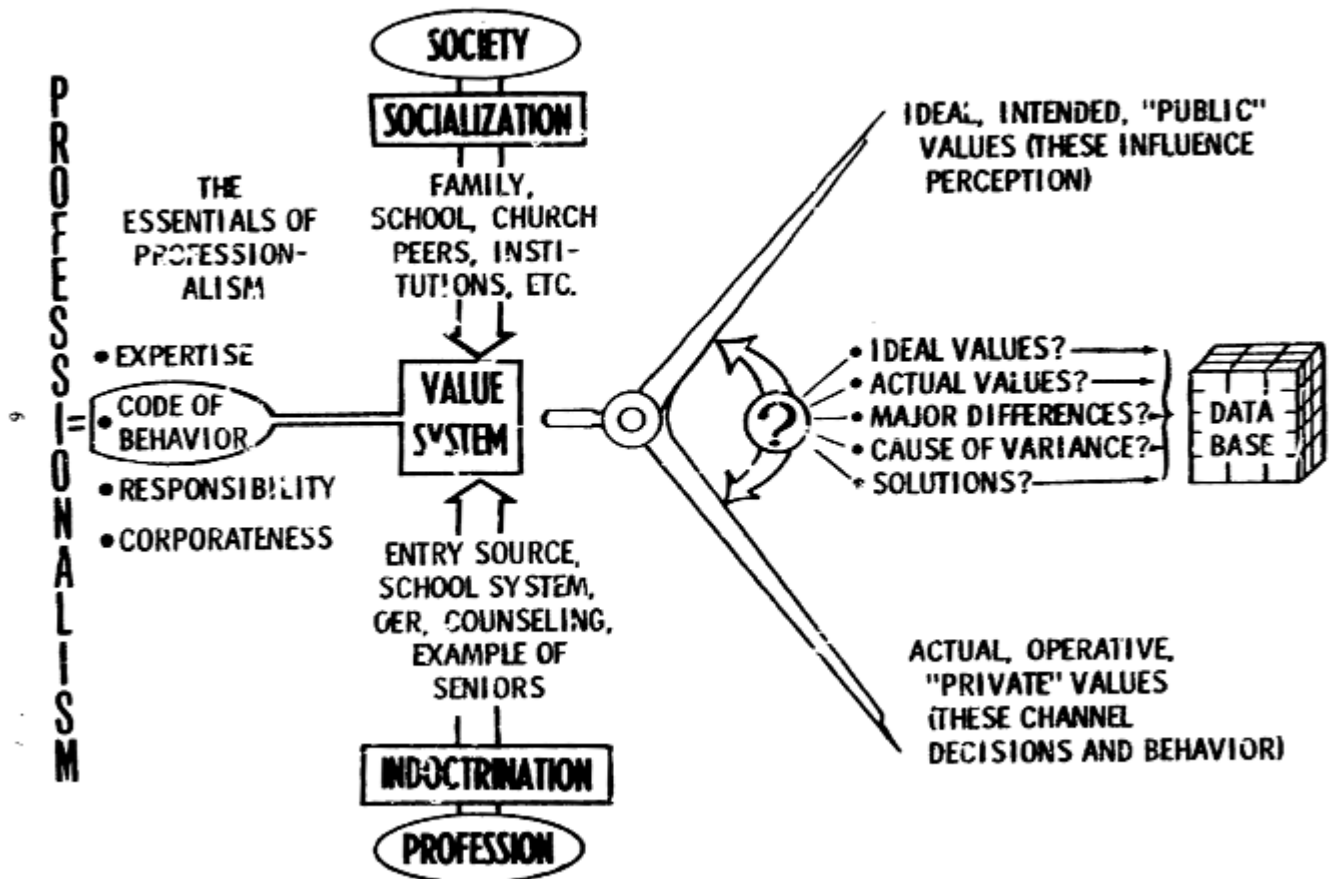 PROFESSIONALISM
=
THE
ESSENTIALS OF
PROFESSION-
ALISM
• EXPERTISE
• CODE OF
BEHAVIOR
• RESPONSIBILITY
• CORPORATENESS
SOCIETY
SOCIALIZATION
FAMILY,
SCHOOL, CHURCH
PEERS, INSTI-
TUTIONS, ETC.
VALUE
SYSTEM
ENTRY SOURCE,
SCHOOL SYSTEM,
OER, COUNSELING,
EXAMPLE OF
SENIORS
INDOCTRINATION
PROFESSION
IDEAL, INTENDED, "PUBLIC"
VALUES (THESE INFLUENCE
PERCEPTION)
?
• IDEAL VALUES?
• ACTUAL VALUES?
• MAJOR DIFFERENCES?
• CAUSE OF VARIANCE?
• SOLUTIONS?
DATA
BASE
ACTUAL, OPERATIVE,
"PRIVATE" VALUES
(THESE CHANNEL
DECISIONS AND BEHAVIOR)